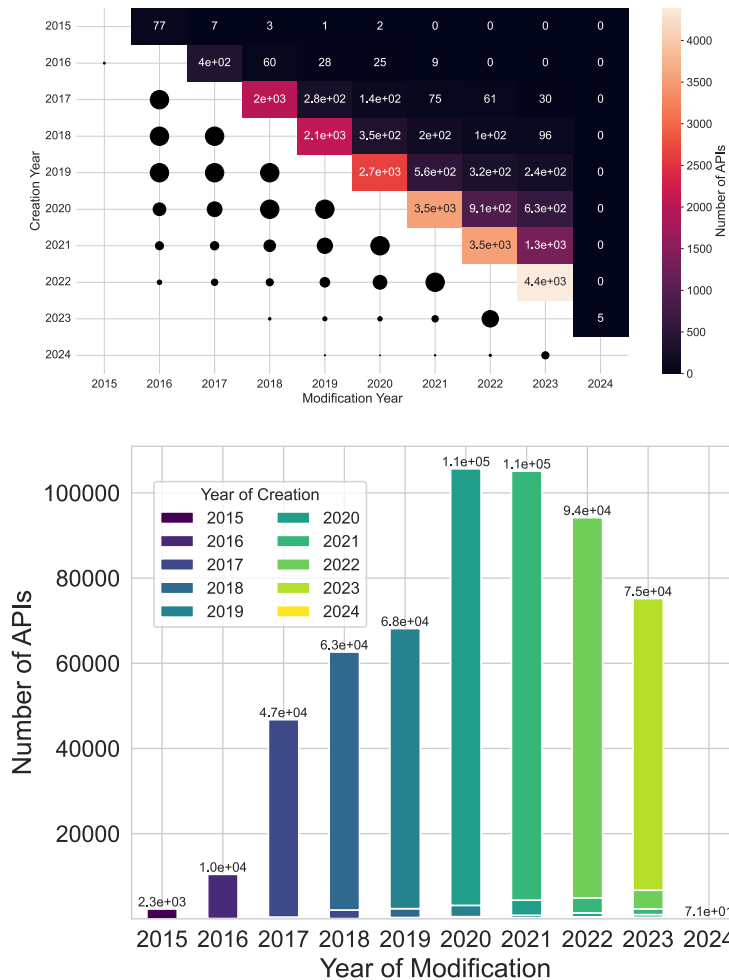 2015 77 7 3 1 2 0 0 0 0
2016 4e+02 60 28 25 9 0 0 0
2017 2e+03 2.8e+02 1.4e+02 75 61 30 0
2018 2.1e+03 3.5e+02 2e+02 1e+02 96 0
2019 2.7e+03 5.6e+02 3.2e+02 2.4e+02 0
2020 3.5e+03 9.1e+02 6.3e+02 0
2021 3.5e+03 1.3e+03 0
2022 4.4e+03 0
2023 5
2024
Creation Year
2015 2016 2017 2018 2019 2020 2021 2022 2023 2024
Modification Year
4000
3500
3000
2500
2000
1500
1000
500
0
Number of APIs
Number of APIs
100000
80000
60000
40000
20000
Year of Creation
2015 2020
2016 2021
2017 2022
2018 2023
2019 2024
2.3e+03 1.0e+04 4.7e+04 6.3e+04 6.8e+04 1.1e+05 1.1e+05 9.4e+04 7.5e+04 7.1e+01
2015 2016 2017 2018 2019 2020 2021 2022 2023 2024
Year of Modification